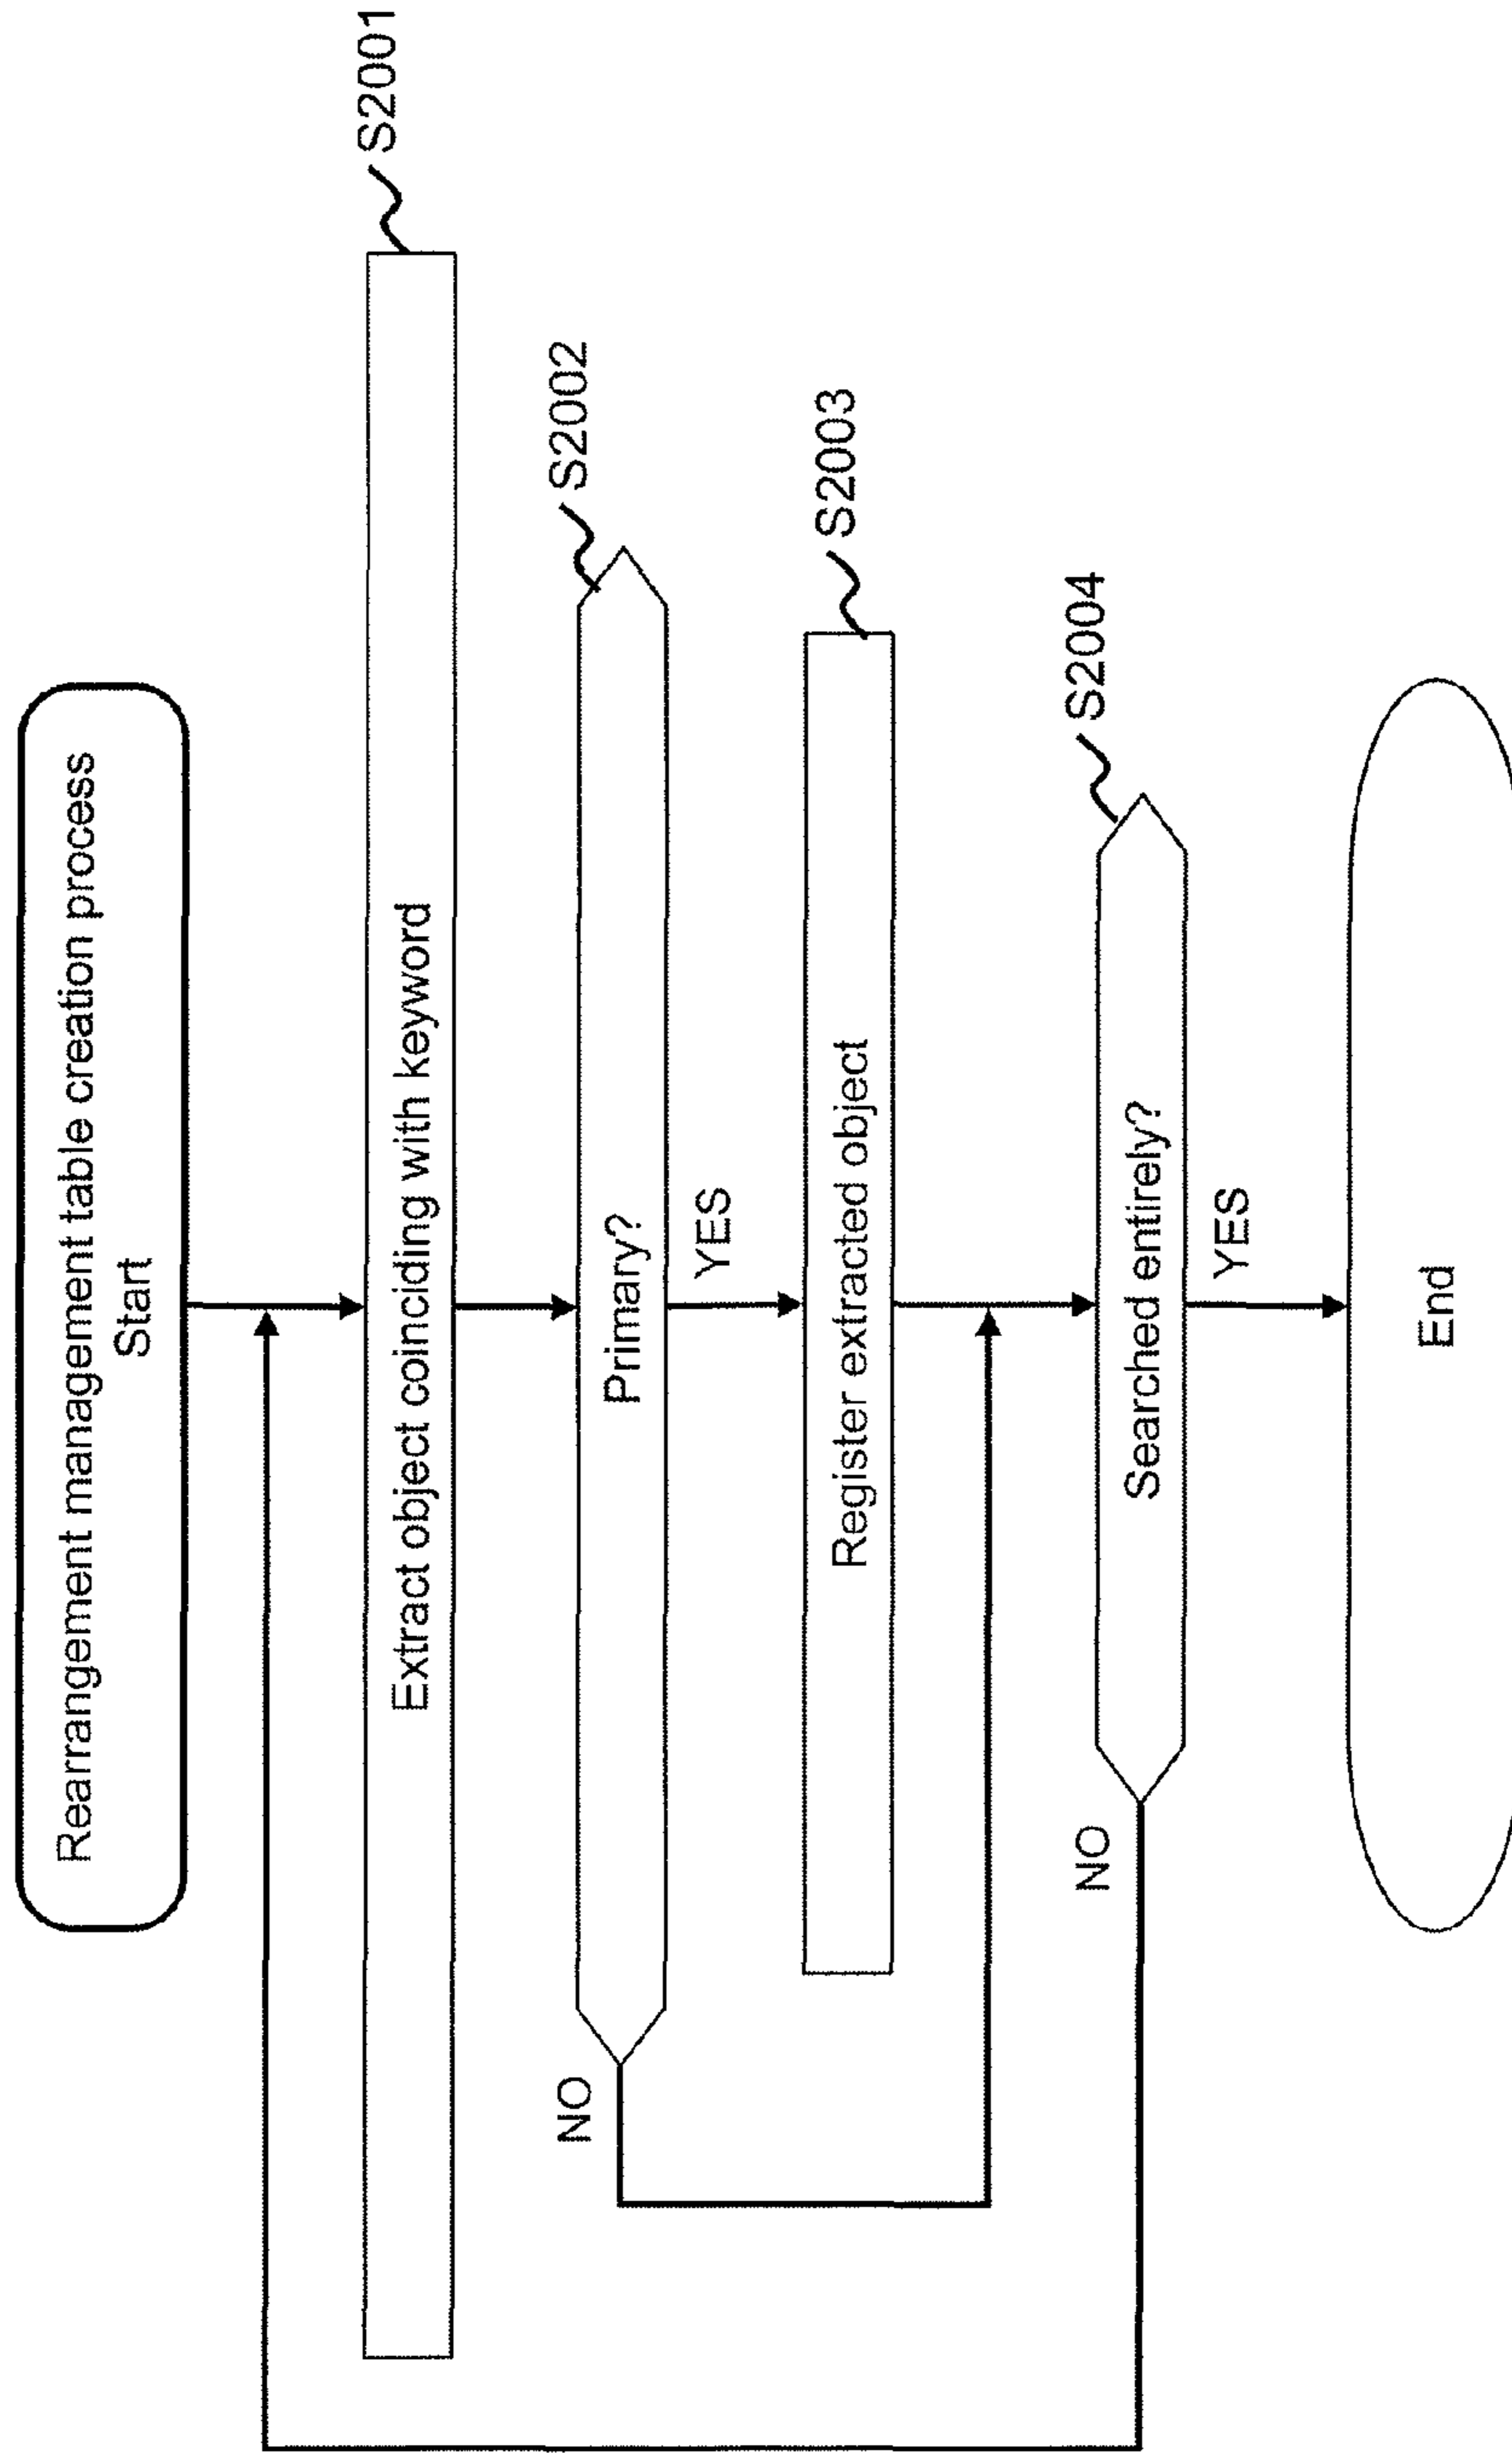 Rearrangement management table creation process
Start
Extract object coinciding with keyword
S2001
Primary?
S2002
NO
YES
Register extracted object
S2003
Searched entirely?
S2004
NO
YES
End